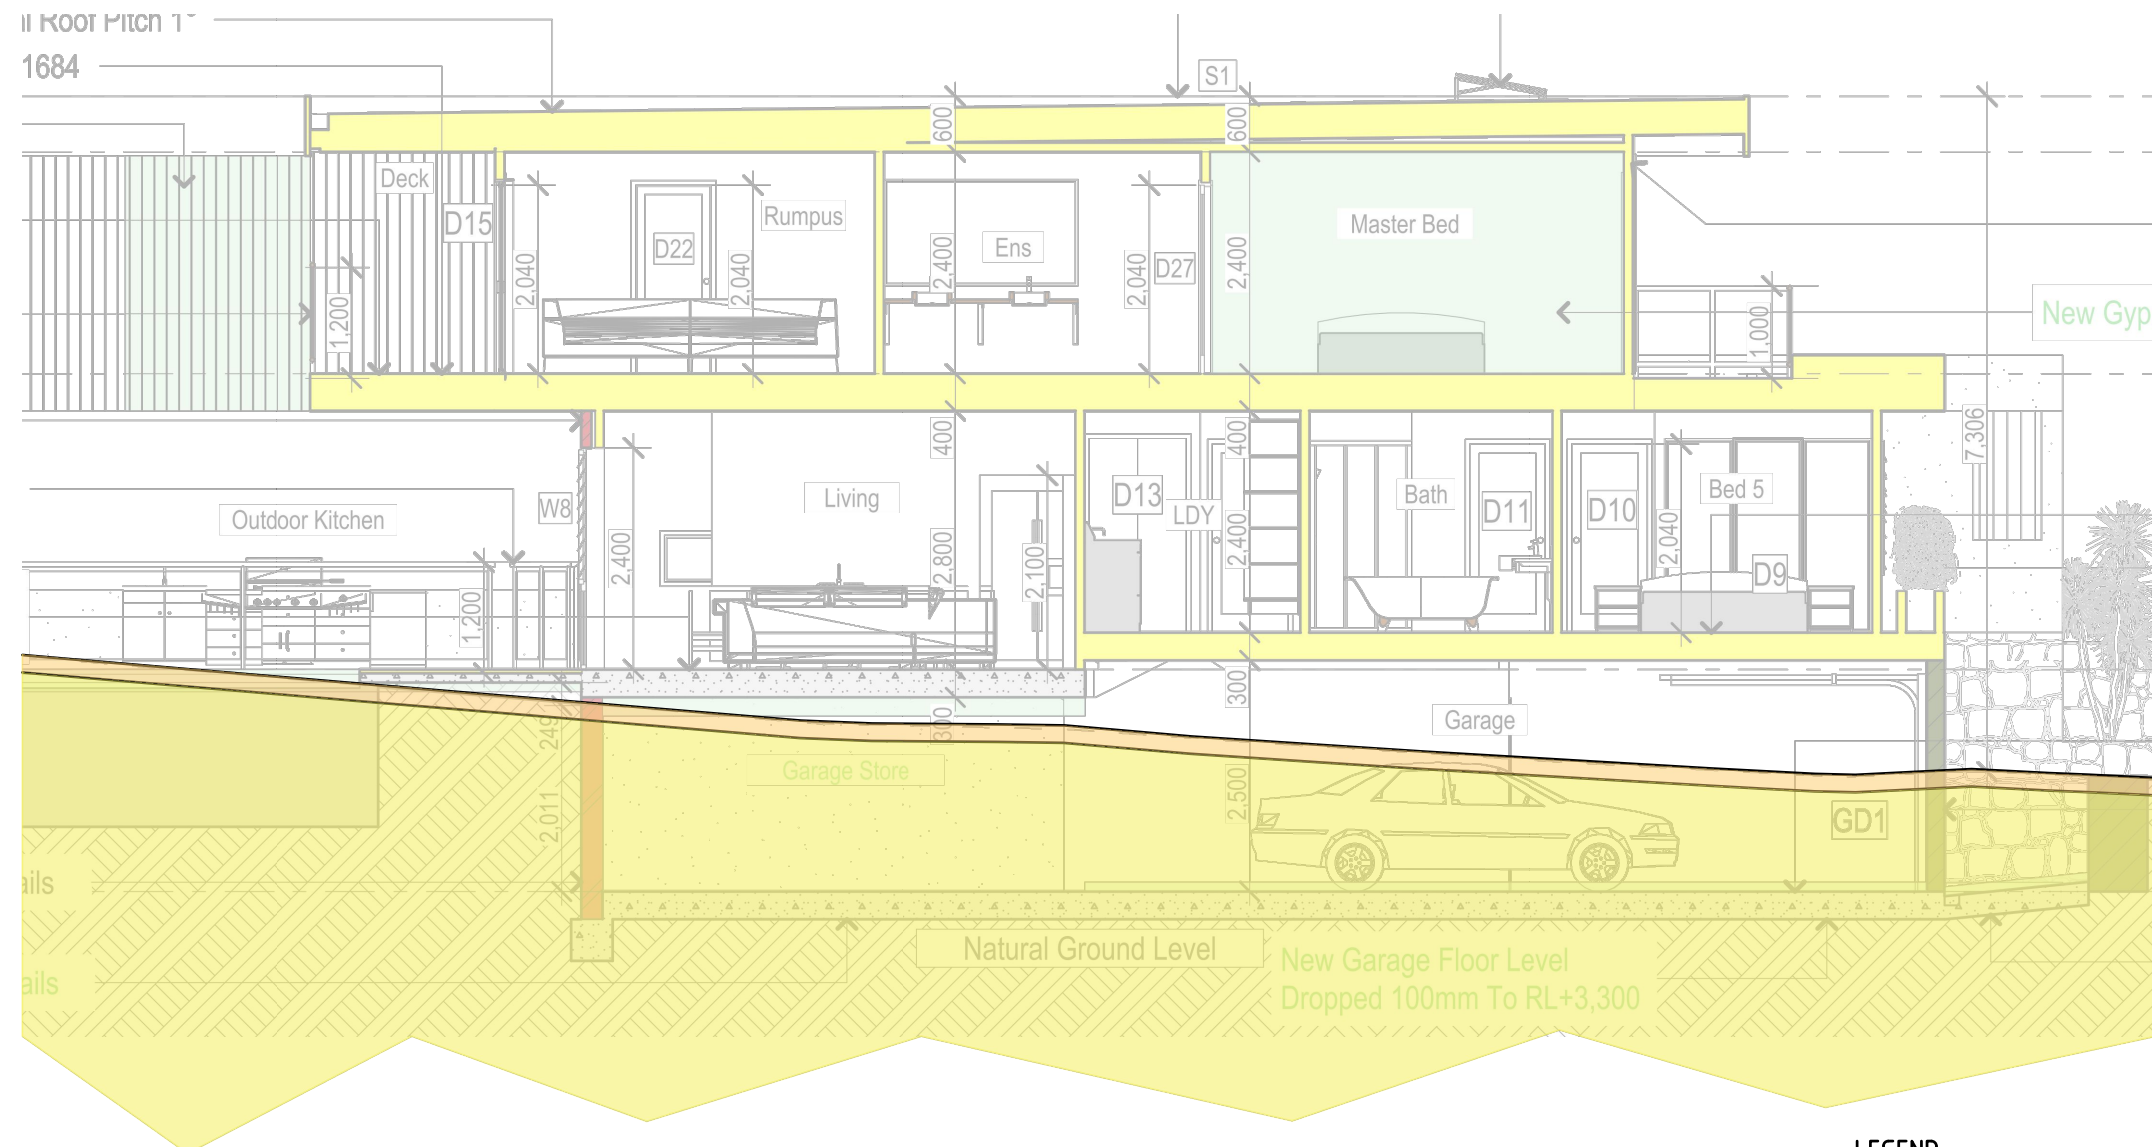 Roof Pitch 1°
1684
S1
600
600
Deck
D15
D22
Rumpus
Ens
D27
Master Bed
2,040
2,040
2,400
2,040
2,400
1,200
1,000
New Gyp
W8
Outdoor Kitchen
Living
400
400
D13
LDY
Bath
D11
D10
Bed 5
D9
7,306
2,400
2,800
2,100
2,400
2,040
1,200
249
300
300
Garage
Garage Store
2,011
2,500
GD1
ails
ails
Natural Ground Level
New Garage Floor Level
Dropped 100mm To RL+3,300
LEGEND